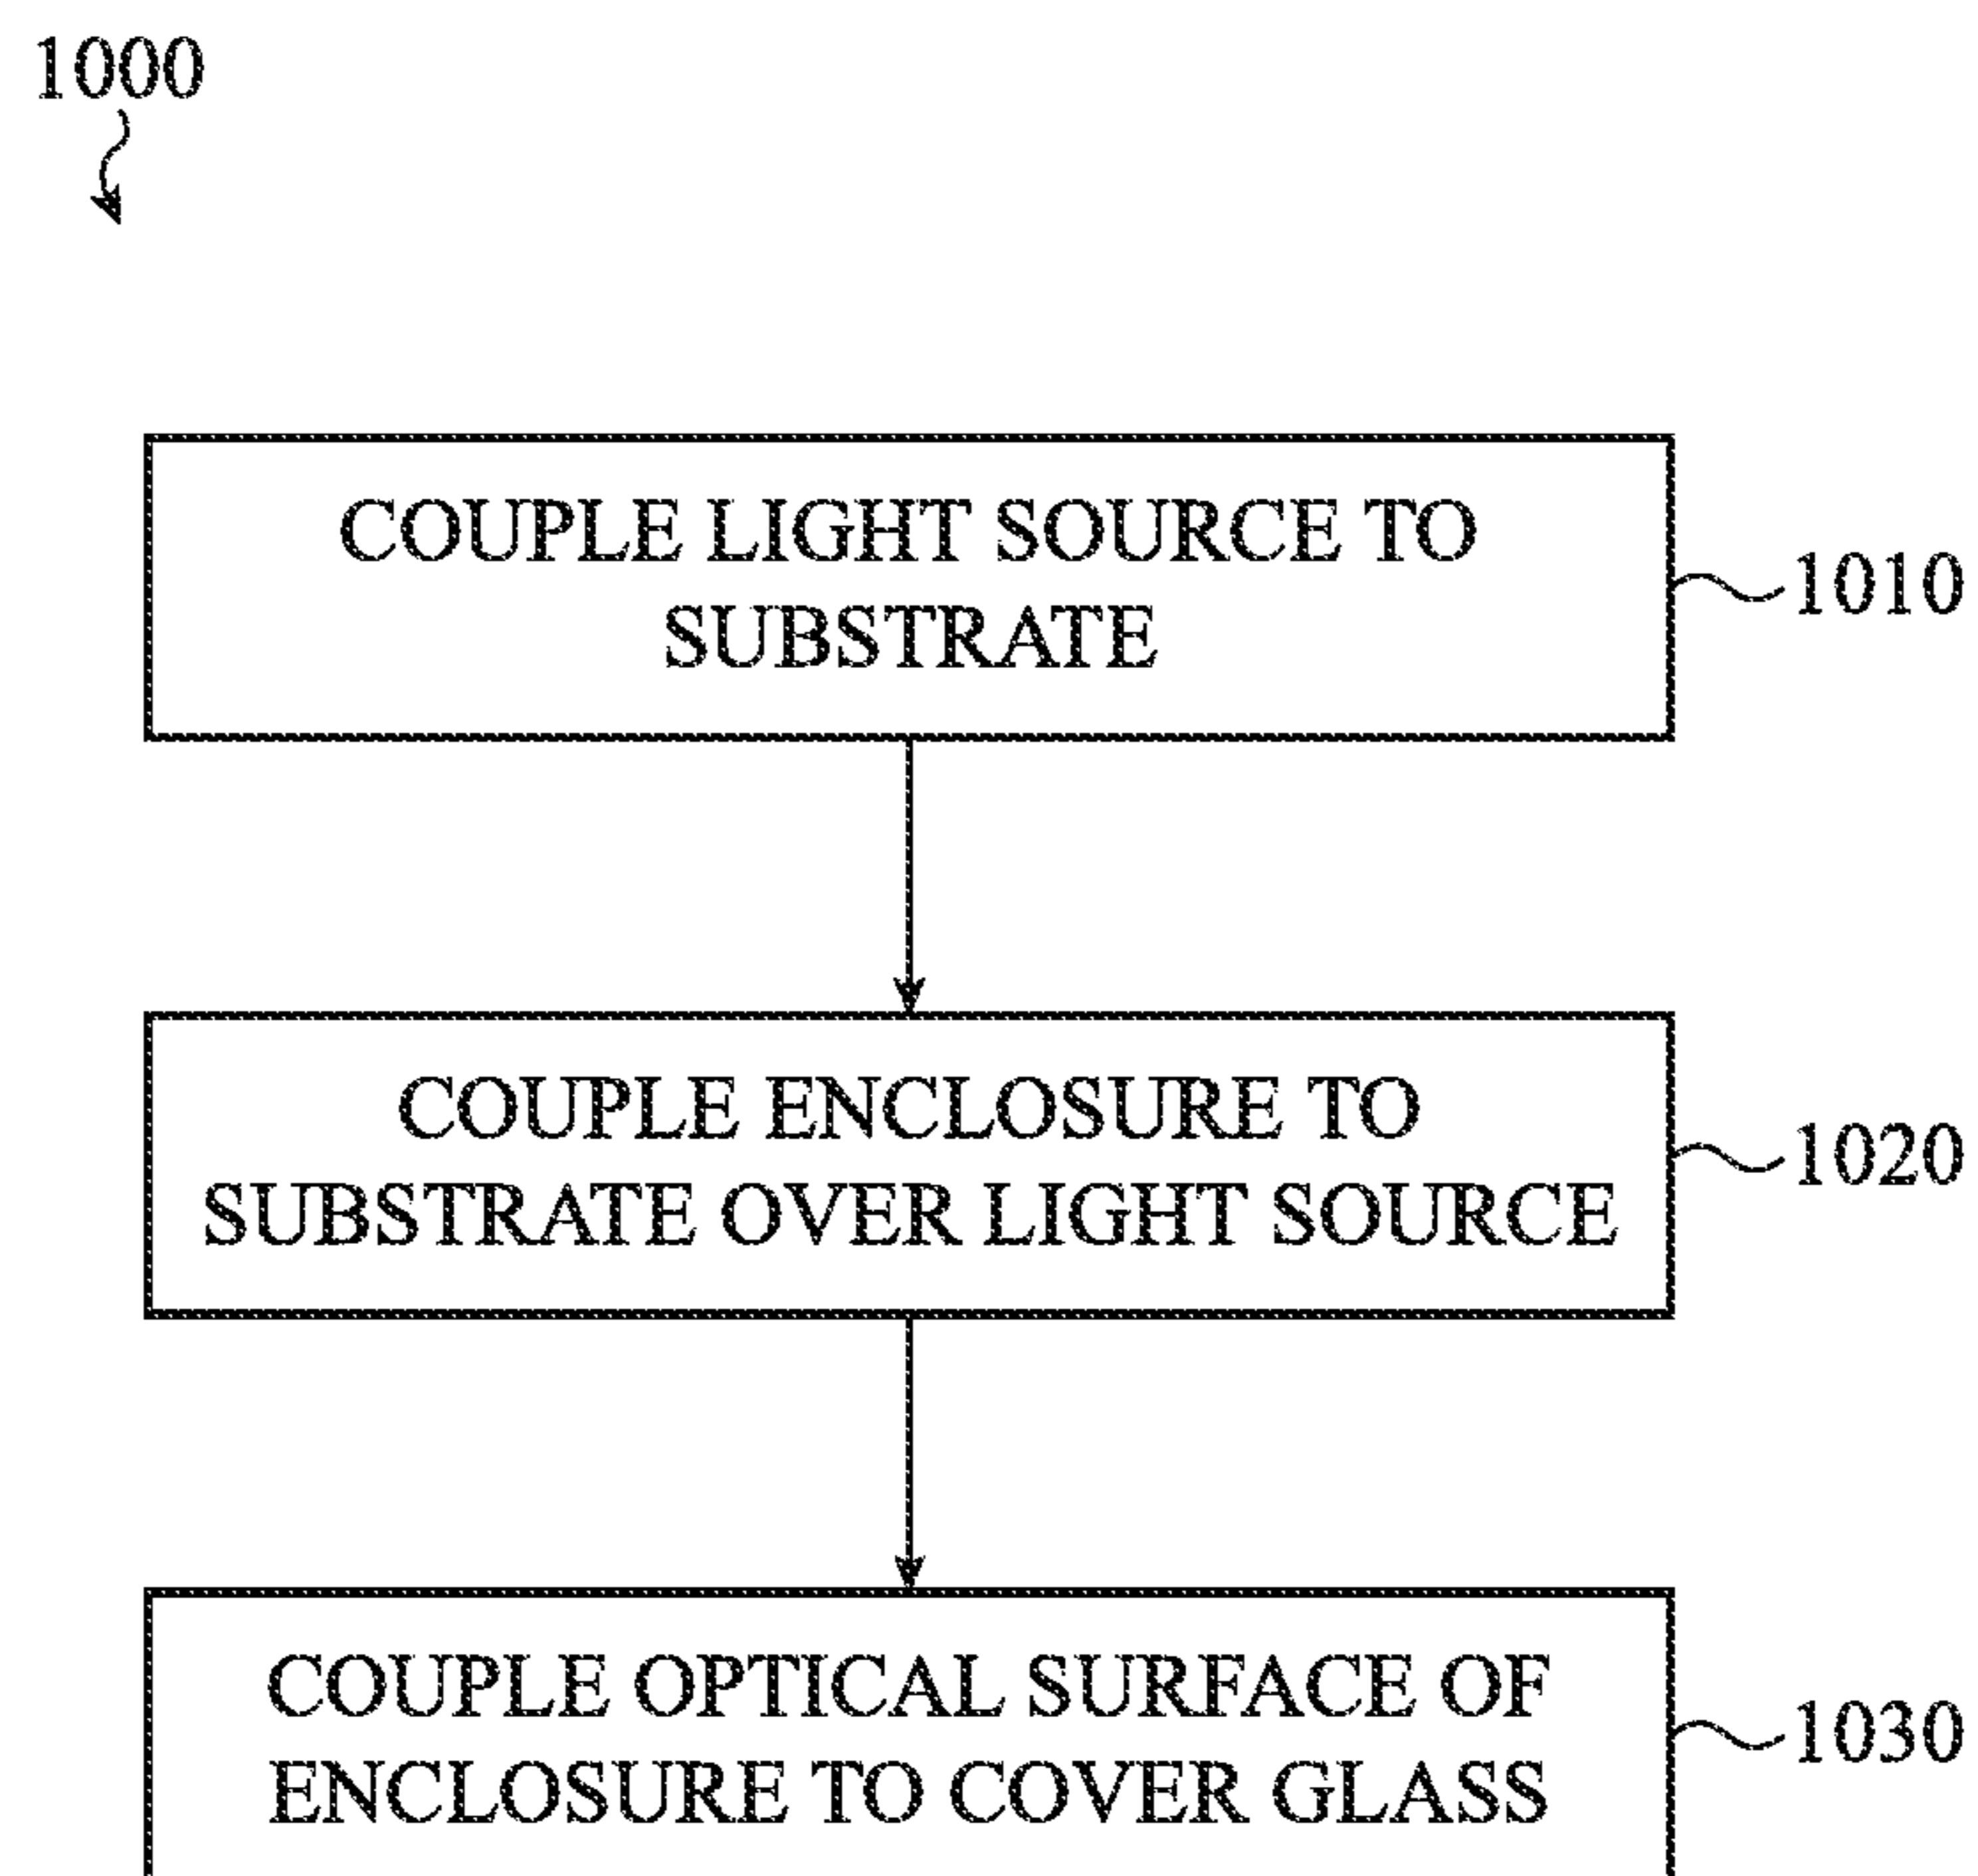 1000
COUPLE LIGHT SOURCE TO
SUBSTRATE
1010
COUPLE ENCLOSURE TO
SUBSTRATE OVER LIGHT SOURCE
1020
COUPLE OPTICAL SURFACE OF
ENCLOSURE TO COVER GLASS
1030